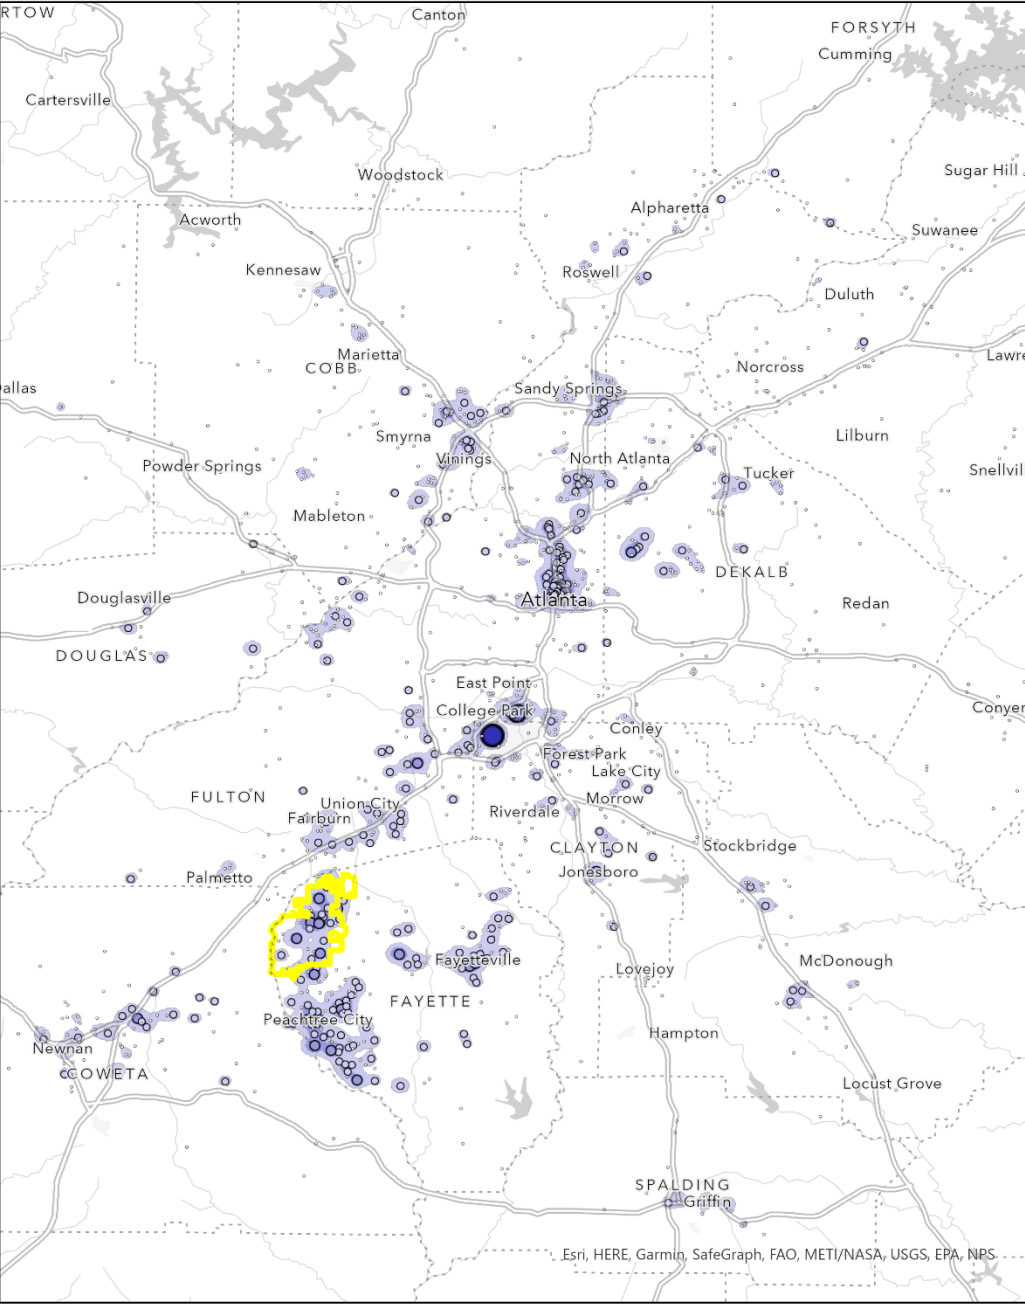 RTOW
Canton
FORSYTH
Cumming
Cartersville
Woodstock
Sugar Hill
Alpharetta
Acworth
Suwanee
Kennesaw
Roswell
Duluth
Marietta
COBB
Lawre
Norcross
allas
Sandy Springs
Smyrna
Lilburn
Vinings
North Atlanta
Powder Springs
Tucker
Snellvil
Mableton
DEKALB
Douglasville
Atlanta
Redan
DOUGLAS
East Point
College Park
Conyer
Conley
Forest Park
Lake City
FULTON
Union City
Morrow
Fairburn
Riverdale
CLAYTON
Stockbridge
Jonesboro
Palmetto
Fayetteville
McDonough
Lovejoy
FAYETTE
Peachtree City
Hampton
Newnan
COWETA
Locust Grove
SPALDING
Griffin
Esri, HERE, Garmin, SafeGraph, FAO, METI/NASA, USGS, EPA, NPS